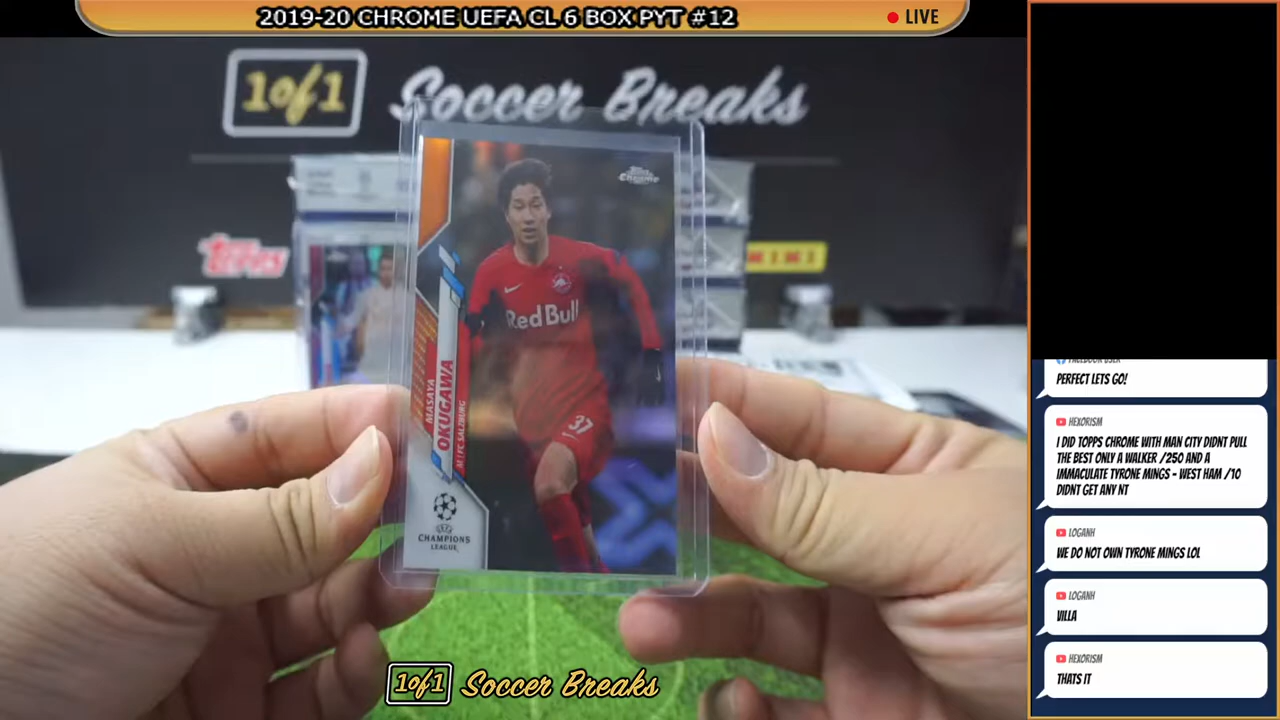 2019-20 CHROME UEFA CL 6 BOX PYT #12
LIVE
1of1 Soccer Breaks
Topps
Topps Chrome
Red Bull
37
MASAYA
OKUGAWA
M | FC SALZBURG
UEFA
CHAMPIONS
LEAGUE
1of1 Soccer Breaks
PERFECT LETS GO!
HEXORISM
I DID TOPPS CHROME WITH MAN CITY DIDNT PULL
THE BEST ONLY A WALKER /250 AND A
IMMACULATE TYRONE MINGS - WEST HAM /10
DIDNT GET ANY NT
LOGANH
WE DO NOT OWN TYRONE MINGS LOL
LOGANH
VILLA
HEXORISM
THATS IT